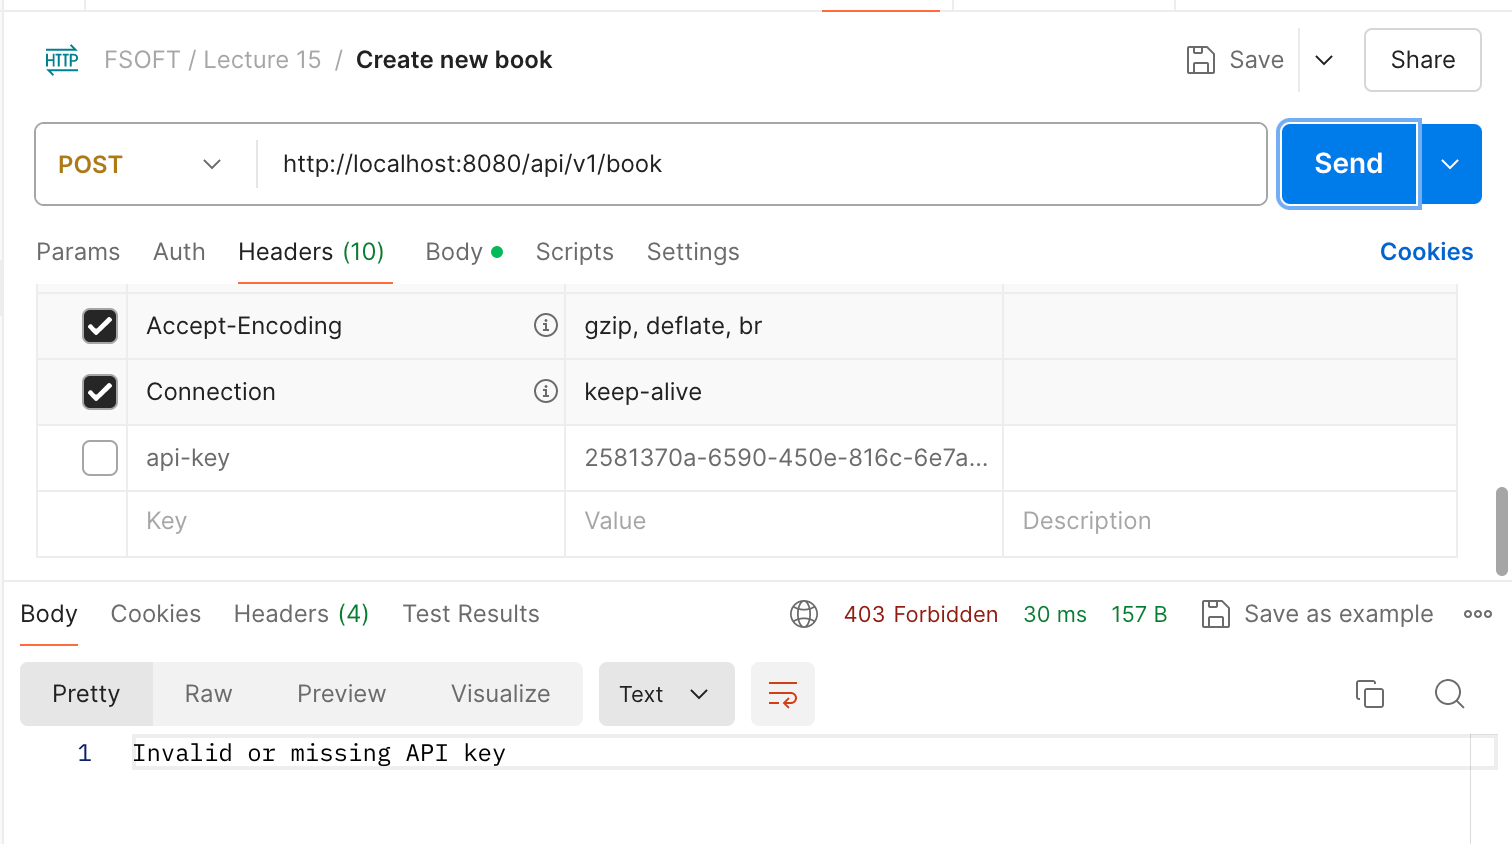 HTTP FSOFT / Lecture 15 / Create new book Save Share
POST http://localhost:8080/api/v1/book Send
Params Auth Headers (10) Body Scripts Settings Cookies
Accept-Encoding gzip, deflate, br
Connection keep-alive
api-key 2581370a-6590-450e-816c-6e7a...
Key Value Description
Body Cookies Headers (4) Test Results 403 Forbidden 30 ms 157 B Save as example
Pretty Raw Preview Visualize Text
1 Invalid or missing API key